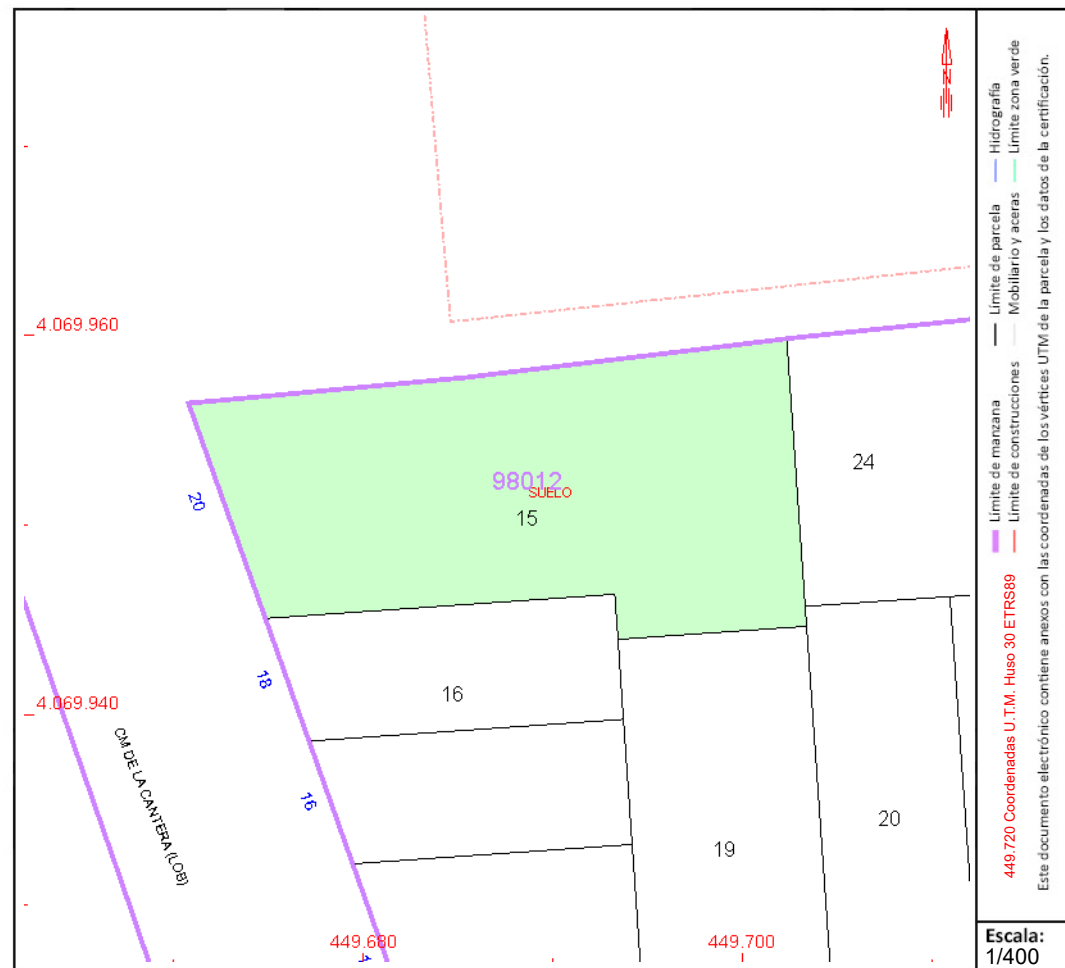 N
4.069.960
98012
SUELO
15
24
20
4.069.940
18
16
16
CM DE LA CANTERA (LOB)
19
20
449.680
449.700
Límite de manzana
Límite de parcela
Hidrografía
Límite de construcciones
Mobiliario y aceras
Límite zona verde
449.720 Coordenadas U.T.M. Huso 30 ETRS89
Este documento electrónico contiene anexos con las coordenadas de los vértices UTM de la parcela y los datos de la certificación.
Escala:
1/400